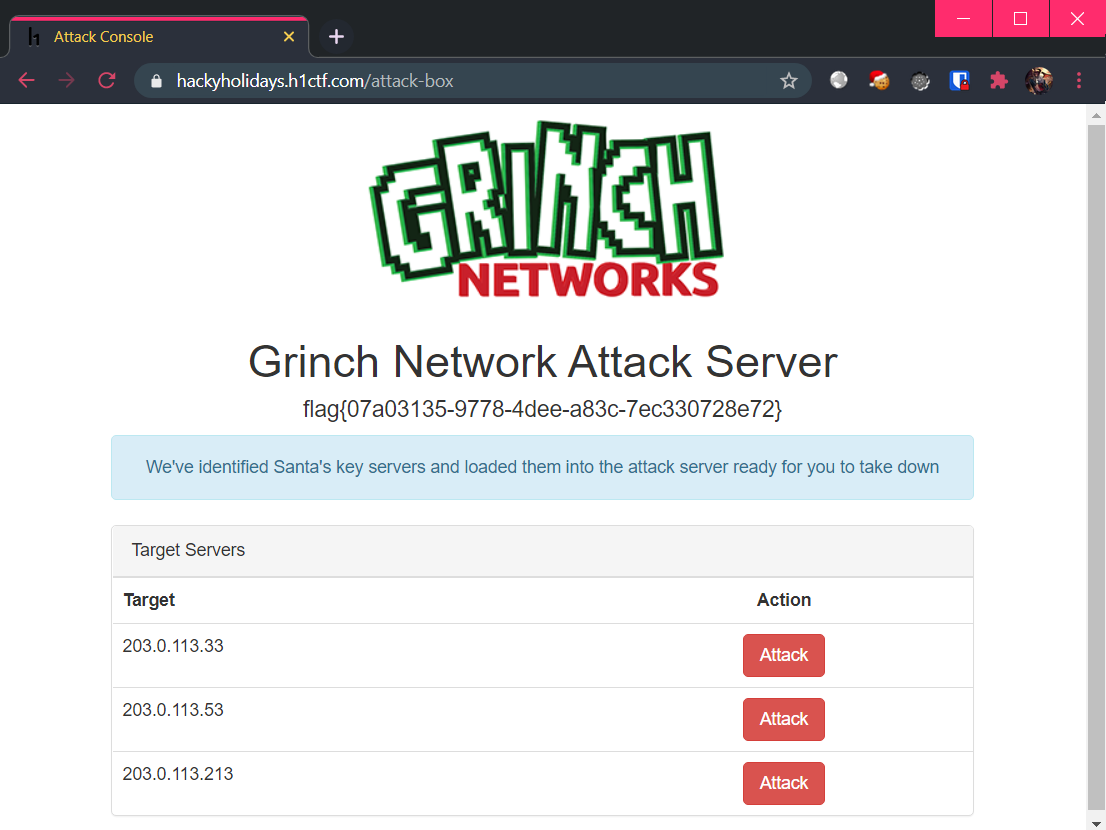 Attack Console
hackyholidays.h1ctf.com/attack-box
GRINCH
NETWORKS
Grinch Network Attack Server
flag{07a03135-9778-4dee-a83c-7ec330728e72}
We've identified Santa's key servers and loaded them into the attack server ready for you to take down
Target Servers
Target Action
203.0.113.33 Attack
203.0.113.53 Attack
203.0.113.213 Attack